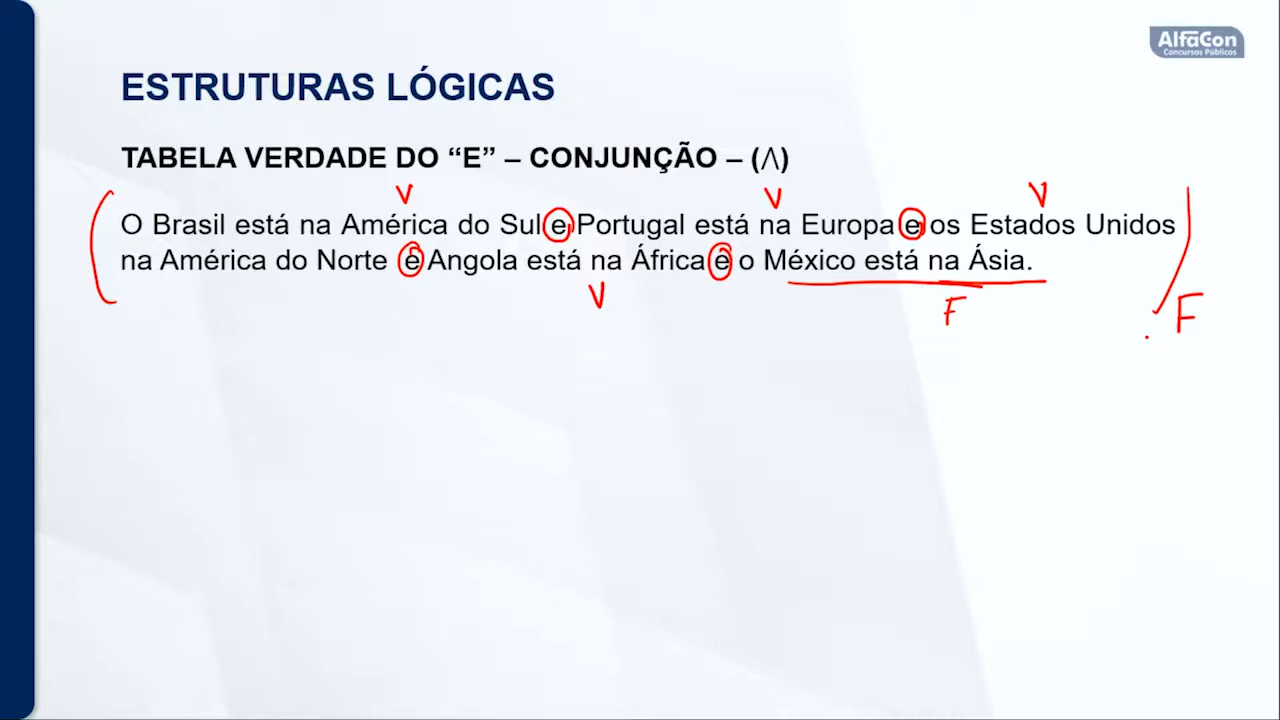 AlfaCon
Concursos Públicos
ESTRUTURAS LÓGICAS
TABELA VERDADE DO “E” – CONJUNÇÃO – (∧)
V V V
O Brasil está na América do Sul e Portugal está na Europa e os Estados Unidos
na América do Norte e Angola está na África e o México está na Ásia.
V F F